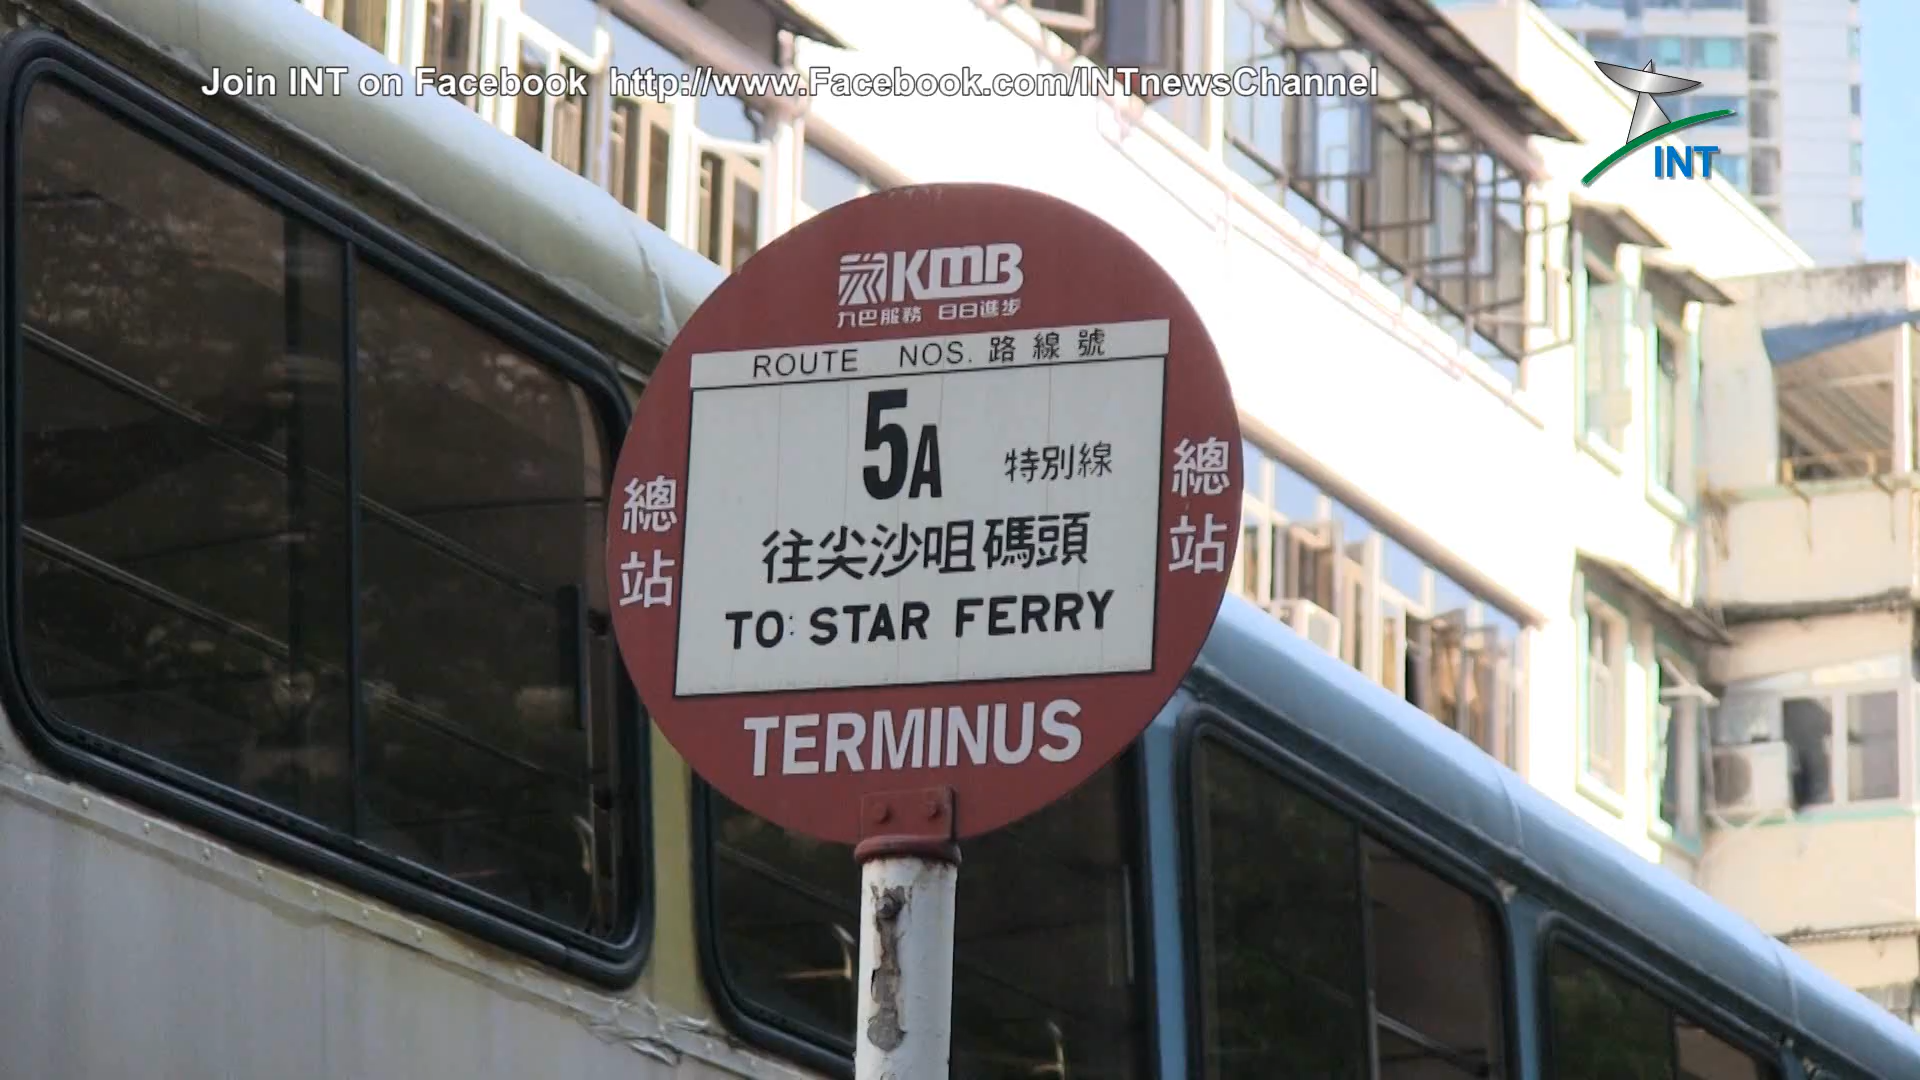 Join INT on Facebook  http://www.Facebook.com/INTnewsChannel
INT
KMB
九巴服務 日日進步
ROUTE NOS. 路線號
5A 特別線
往尖沙咀碼頭
TO STAR FERRY
總站
總站
TERMINUS